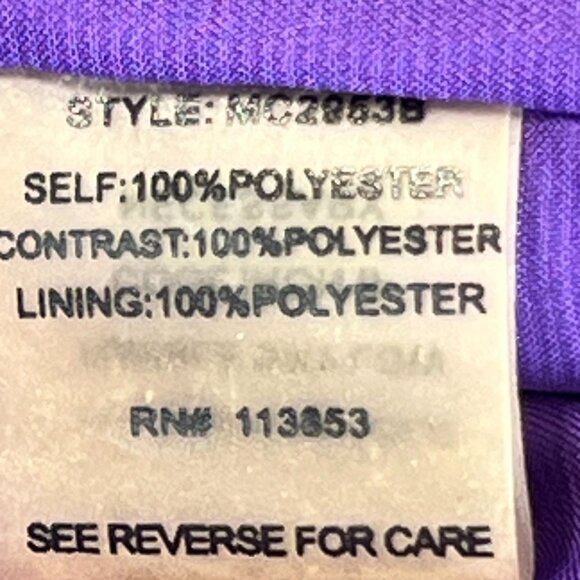 STYLE: MC2853B
SELF:100%POLYESTER
CONTRAST:100%POLYESTER
LINING:100%POLYESTER
RN# 113853
SEE REVERSE FOR CARE